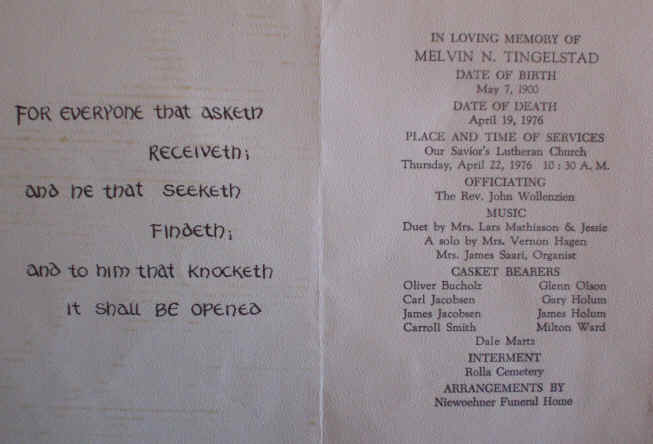 FOR EVERYONE that asketh
RECEIVETH;
and he that SEEKETH
FINDETH;
and to him that KNOCKETH
it shall BE OPENED
IN LOVING MEMORY OF
MELVIN N. TINGELSTAD
DATE OF BIRTH
May 7, 1900
DATE OF DEATH
April 19, 1976
PLACE AND TIME OF SERVICES
Our Savior's Lutheran Church
Thursday, April 22, 1976 10:30 A. M.
OFFICIATING
The Rev. John Wollenzien
MUSIC
Duet by Mrs. Lars Mathiason & Jessie
A solo by Mrs. Vernon Hagen
Mrs. James Saari, Organist
CASKET BEARERS
Oliver Bucholz Glenn Olson
Carl Jacobsen Gary Holum
James Jacobsen James Holum
Carroll Smith Milton Ward
Dale Martz
INTERMENT
Rolla Cemetery
ARRANGEMENTS BY
Niewoehner Funeral Home